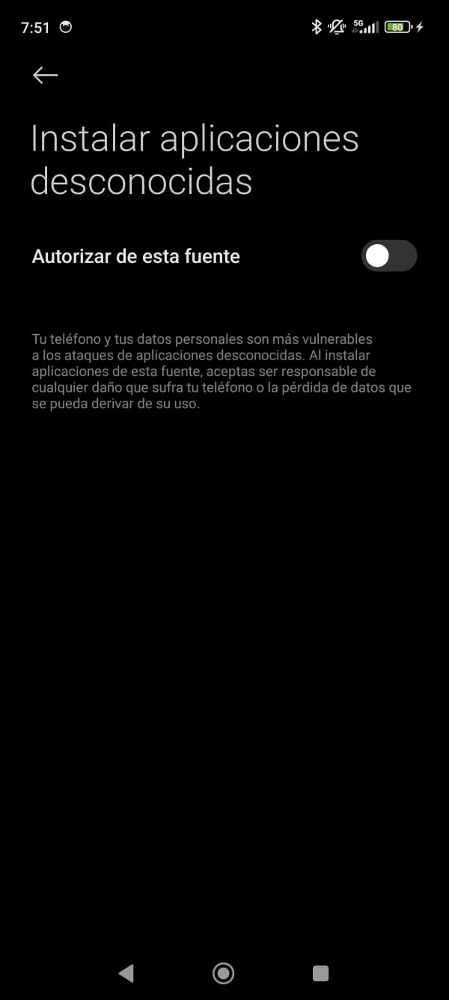 7:51
5G
80
Instalar aplicaciones
desconocidas
Autorizar de esta fuente
Tu teléfono y tus datos personales son más vulnerables
a los ataques de aplicaciones desconocidas. Al instalar
aplicaciones de esta fuente, aceptas ser responsable de
cualquier daño que sufra tu teléfono o la pérdida de datos que
se pueda derivar de su uso.